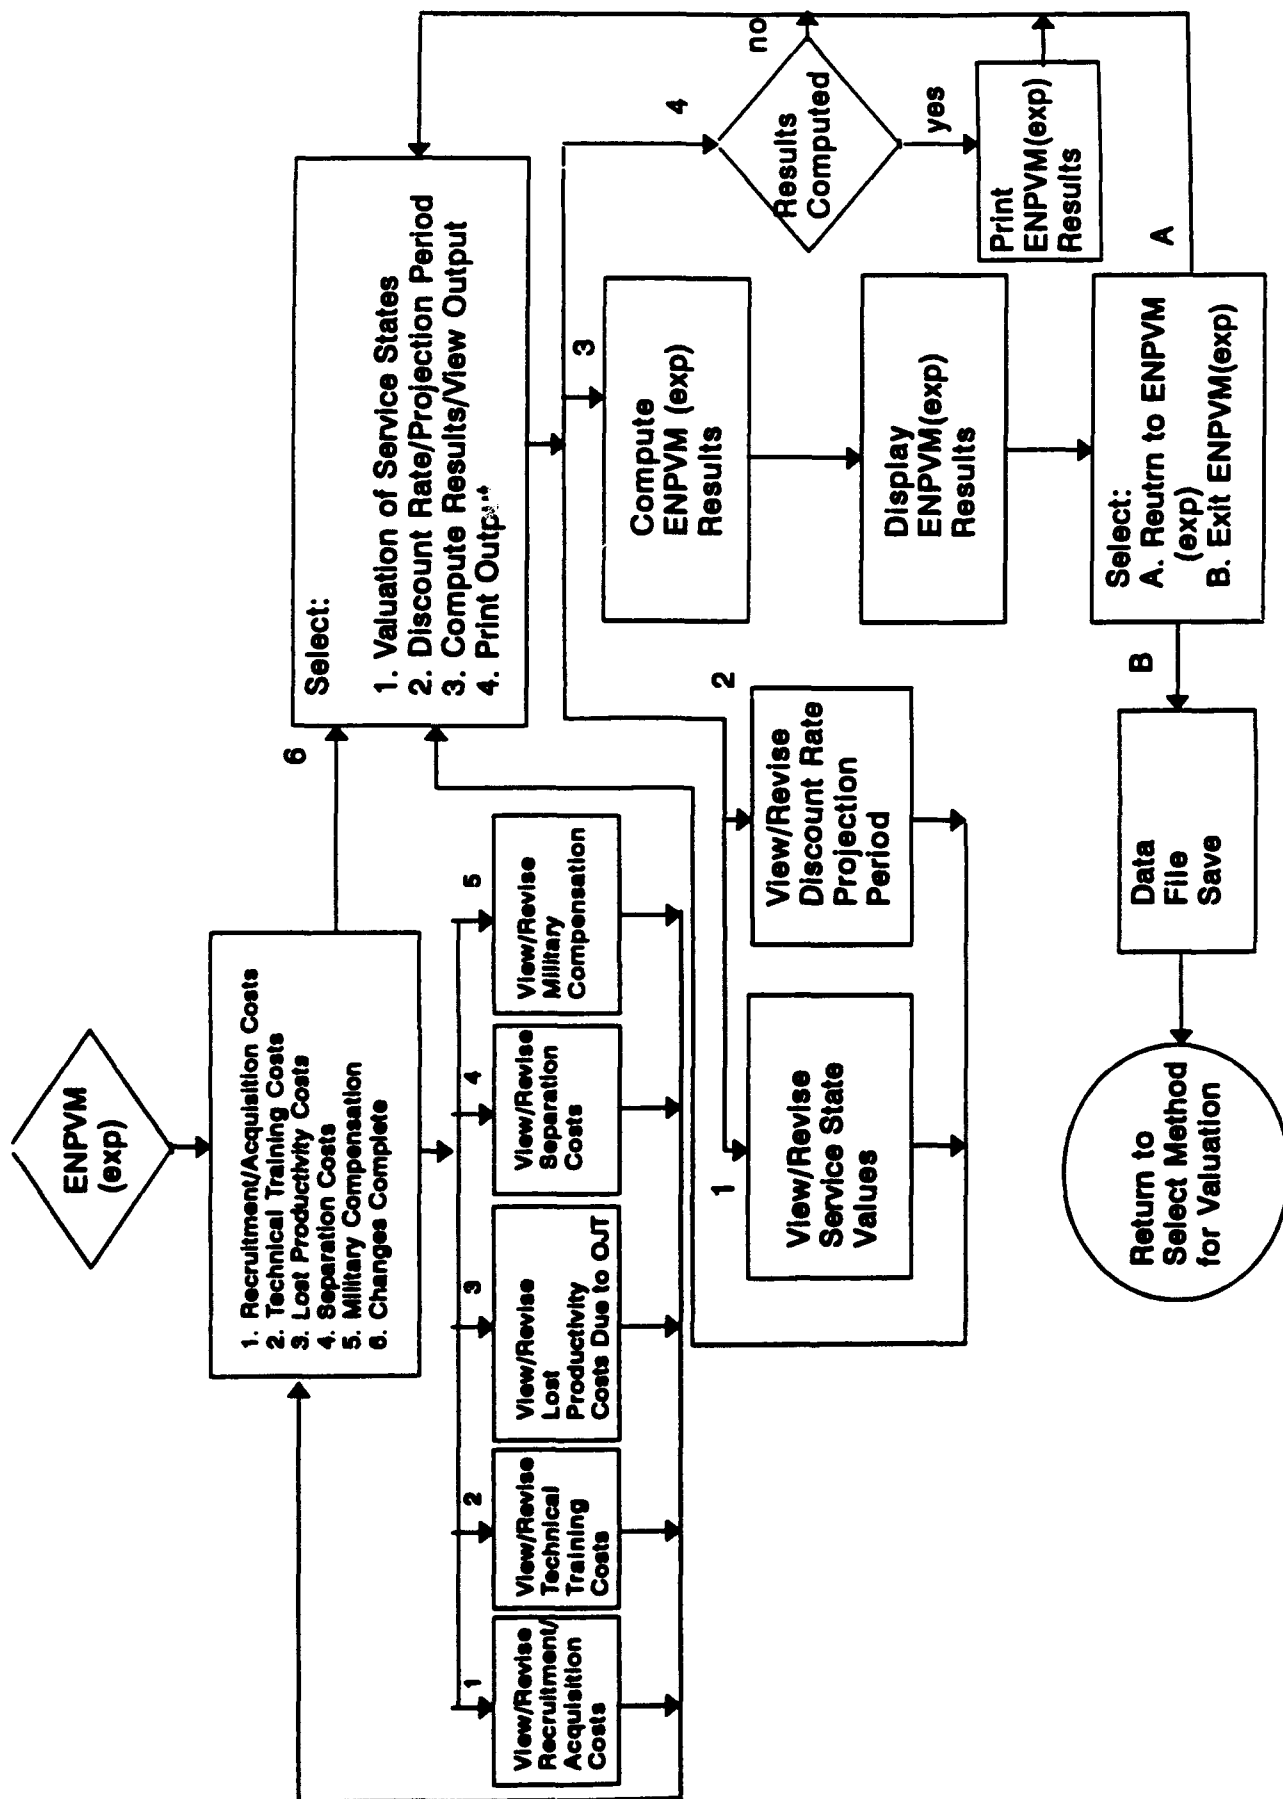 ENPVM
(exp)
1. Recruitment/Acquisition Costs
2. Technical Training Costs
3. Lost Productivity Costs
4. Separation Costs
5. Military Compensation
6. Changes Complete
6
1
View/Revise
Recruitment/
Acquisition
Costs
2
View/Revise
Technical
Training
Costs
3
View/Revise
Lost
Productivity
Costs Due to OJT
4
View/Revise
Separation
Costs
5
View/Revise
Military
Compensation
Select:
1. Valuation of Service States
2. Discount Rate/Projection Period
3. Compute Results/View Output
4. Print
1
View/Revise
Service State
Values
2
View/Revise
Discount Rate
Projection
Period
3
Compute
ENPVM (exp)
Results
Display
ENPVM(exp)
Results
4
Results
Computed
no
yes
Print
ENPVM(exp)
Results
Select:
A. Reutrn to ENPVM
(exp)
B. Exit ENPVM(exp)
A
B
Data
File
Save
Return to
Select Method
for Valuation